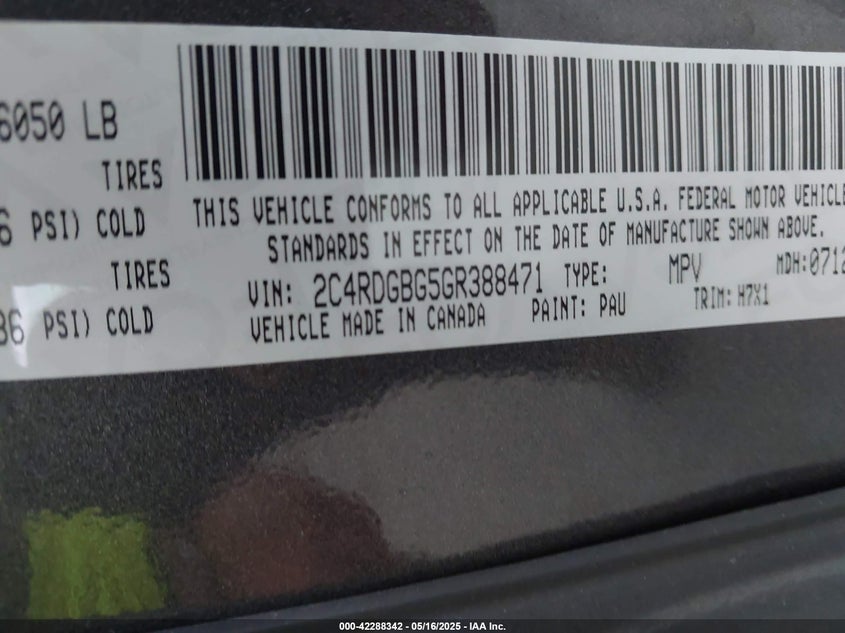 6050 LB
TIRES
6 PSI) COLD
TIRES
36 PSI) COLD
THIS VEHICLE CONFORMS TO ALL APPLICABLE U.S.A. FEDERAL MOTOR VEHICLE
STANDARDS IN EFFECT ON THE DATE OF MANUFACTURE SHOWN ABOVE.
VIN: 2C4RDGBG5GR388471 TYPE: MPV MDH:0712
VEHICLE MADE IN CANADA PAINT: PAU TRIM: H7X1
000-42288342 - 05/16/2025 - IAA Inc.